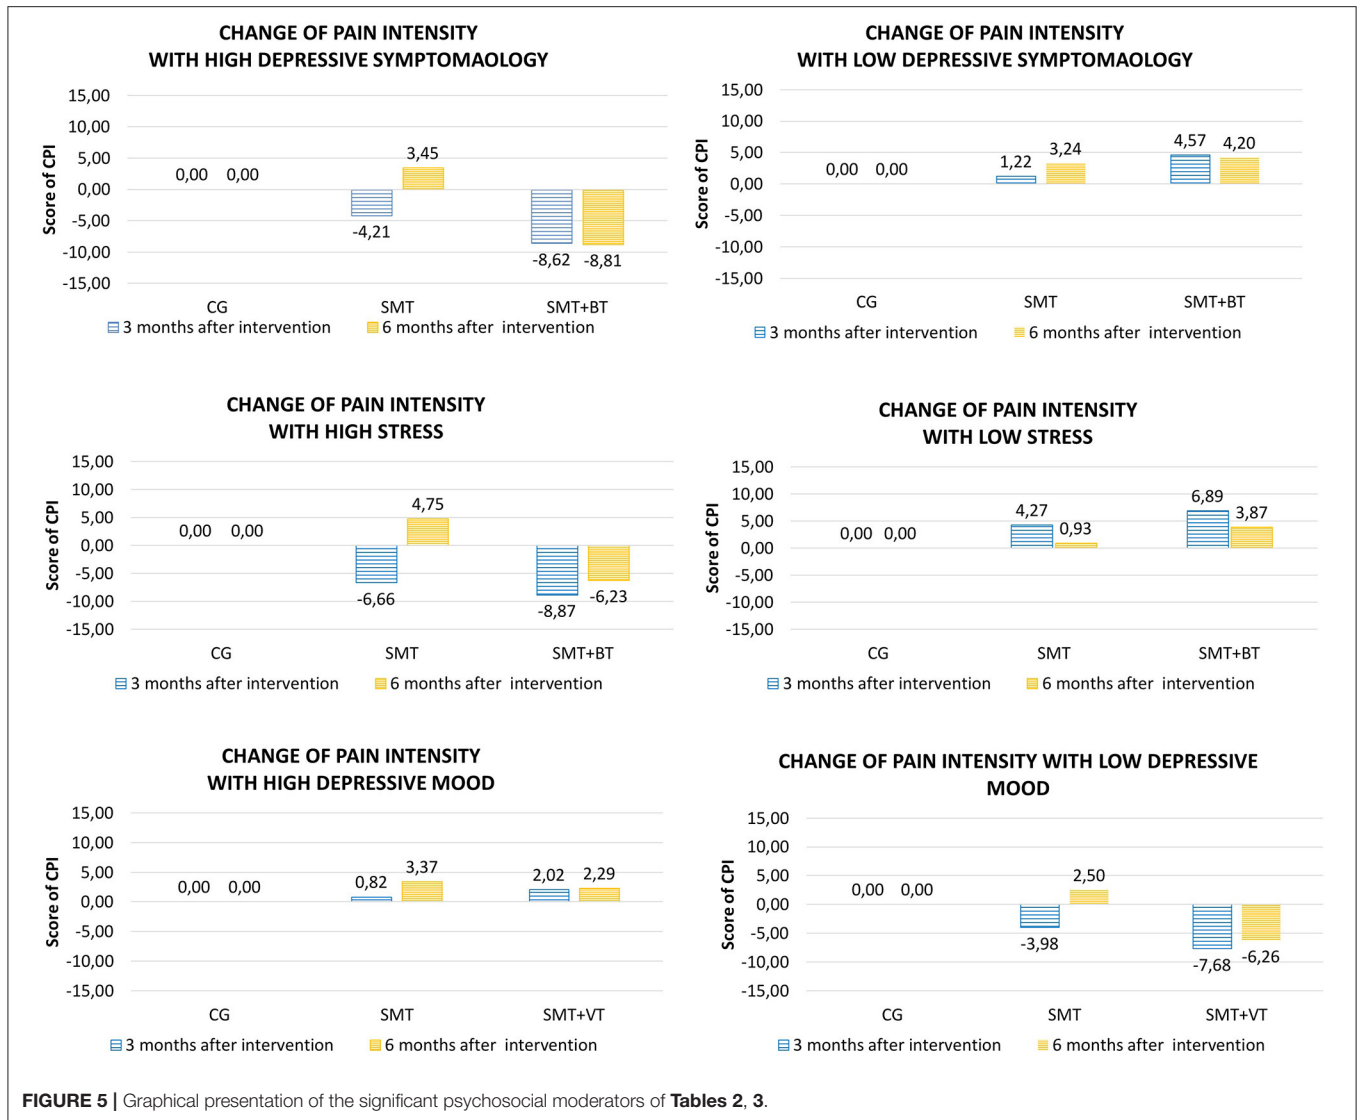 CHANGE OF PAIN INTENSITY
WITH HIGH DEPRESSIVE SYMPTOMAOLOGY
Score of CPI
15,00
10,00
5,00
0,00
-5,00
-10,00
-15,00
0,00 0,00
-4,21
3,45
-8,62 -8,81
CG SMT SMT+BT
3 months after intervention 6 months after intervention
CHANGE OF PAIN INTENSITY
WITH LOW DEPRESSIVE SYMPTOMAOLOGY
Score of CPI
15,00
10,00
5,00
0,00
-5,00
-10,00
-15,00
0,00 0,00
1,22
3,24
4,57 4,20
CG SMT SMT+BT
3 months after intervention 6 months after intervention
CHANGE OF PAIN INTENSITY
WITH HIGH STRESS
Score of CPI
15,00
10,00
5,00
0,00
-5,00
-10,00
-15,00
0,00 0,00
-6,66
4,75
-8,87
-6,23
CG SMT SMT+BT
3 months after intervention 6 months after intervention
CHANGE OF PAIN INTENSITY
WITH LOW STRESS
Score of CPI
15,00
10,00
5,00
0,00
-5,00
-10,00
-15,00
0,00 0,00
4,27
0,93
6,89
3,87
CG SMT SMT+BT
3 months after intervention 6 months after intervention
CHANGE OF PAIN INTENSITY
WITH HIGH DEPRESSIVE MOOD
Score of CPI
15,00
10,00
5,00
0,00
-5,00
-10,00
-15,00
0,00 0,00
0,82
3,37
2,02 2,29
CG SMT SMT+VT
3 months after intervention 6 months after intervention
CHANGE OF PAIN INTENSITY WITH LOW DEPRESSIVE
MOOD
Score of CPI
15,00
10,00
5,00
0,00
-5,00
-10,00
-15,00
0,00 0,00
-3,98
2,50
-7,68
-6,26
CG SMT SMT+VT
3 months after intervention 6 months after intervention
FIGURE 5 | Graphical presentation of the significant psychosocial moderators of Tables 2, 3.